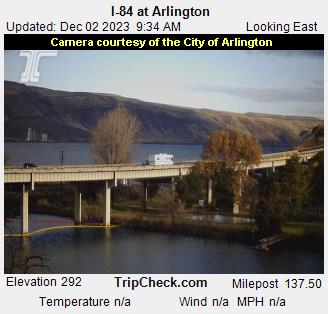 I-84 at Arlington
Updated: Dec 02 2023 9:34 AM Looking East
Camera courtesy of the City of Arlington
Elevation 292 TripCheck.com Milepost 137.50
Temperature n/a Wind n/a MPH n/a